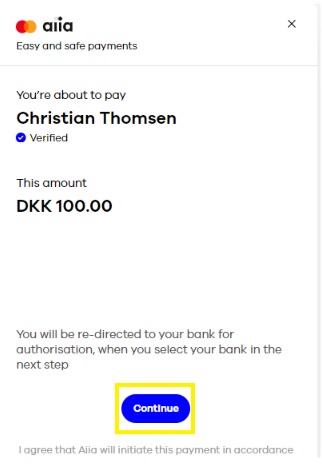 aiia
Easy and safe payments
You're about to pay
Christian Thomsen
Verified
This amount
DKK 100.00
You will be re-directed to your bank for
authorisation, when you select your bank in the
next step
Continue
I agree that Aiia will initiate this payment in accordance